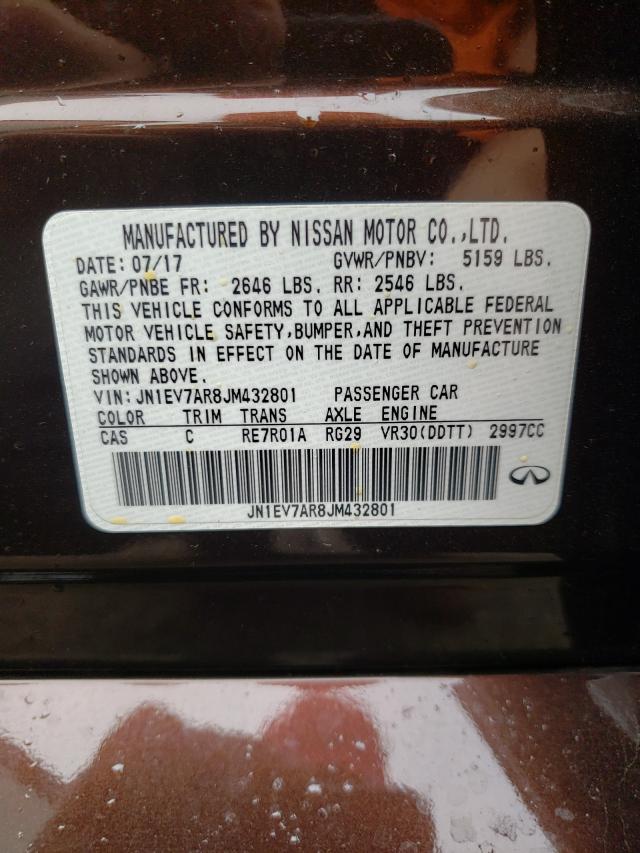 MANUFACTURED BY NISSAN MOTOR CO.,LTD.
DATE: 07/17 GVWR/PNBV: 5159 LBS.
GAWR/PNBE FR: 2646 LBS. RR: 2546 LBS.
THIS VEHICLE CONFORMS TO ALL APPLICABLE FEDERAL
MOTOR VEHICLE SAFETY,BUMPER,AND THEFT PREVENTION
STANDARDS IN EFFECT ON THE DATE OF MANUFACTURE
SHOWN ABOVE.
VIN: JN1EV7AR8JM432801 PASSENGER CAR
COLOR TRIM TRANS AXLE ENGINE
CAS C RE7R01A RG29 VR30(DDTT) 2997CC
JN1EV7AR8JM432801